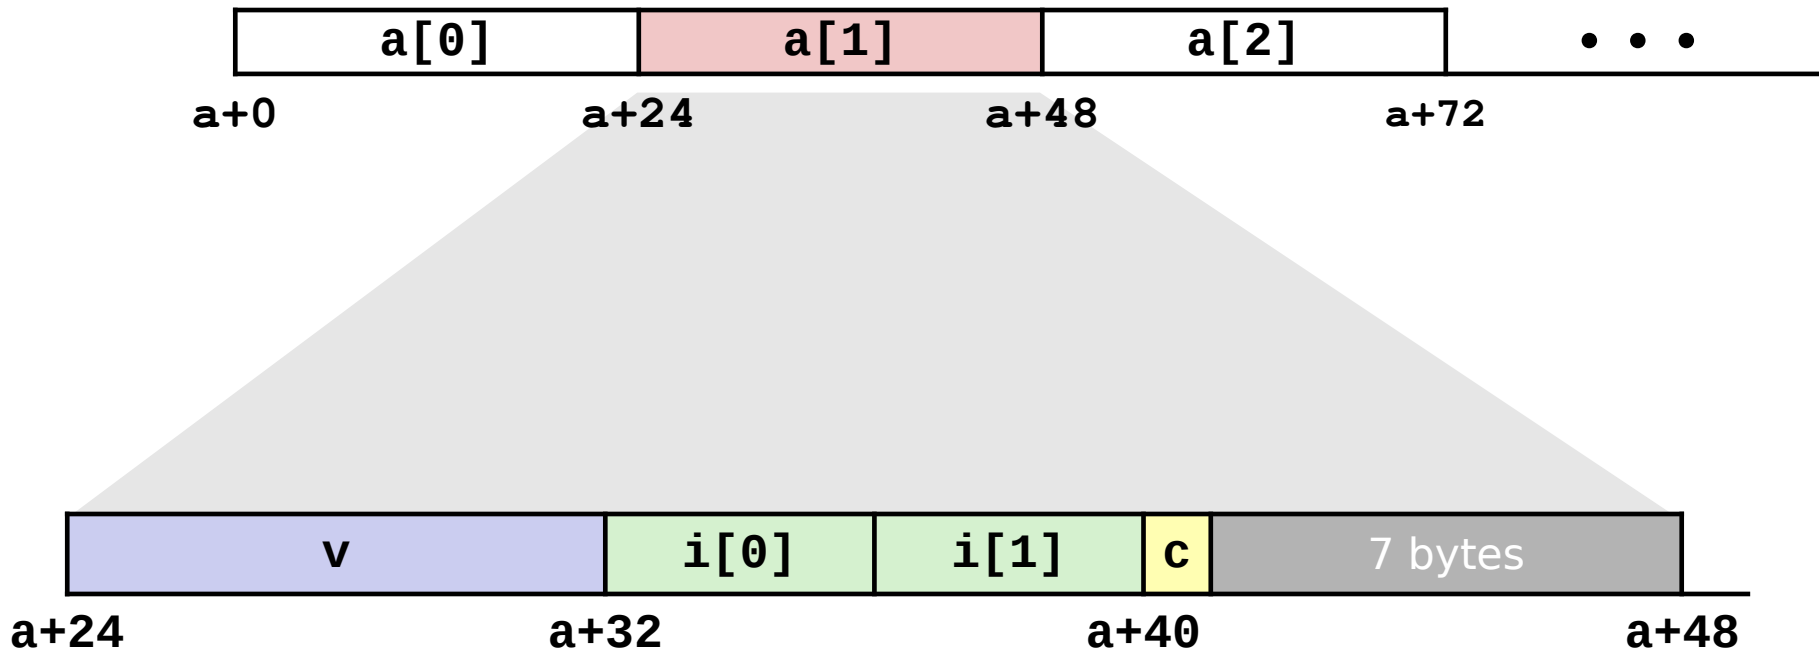 a[0] a[1] a[2] • • •
a+0 a+24 a+48 a+72
v i[0] i[1] c 7 bytes
a+24 a+32 a+40 a+48